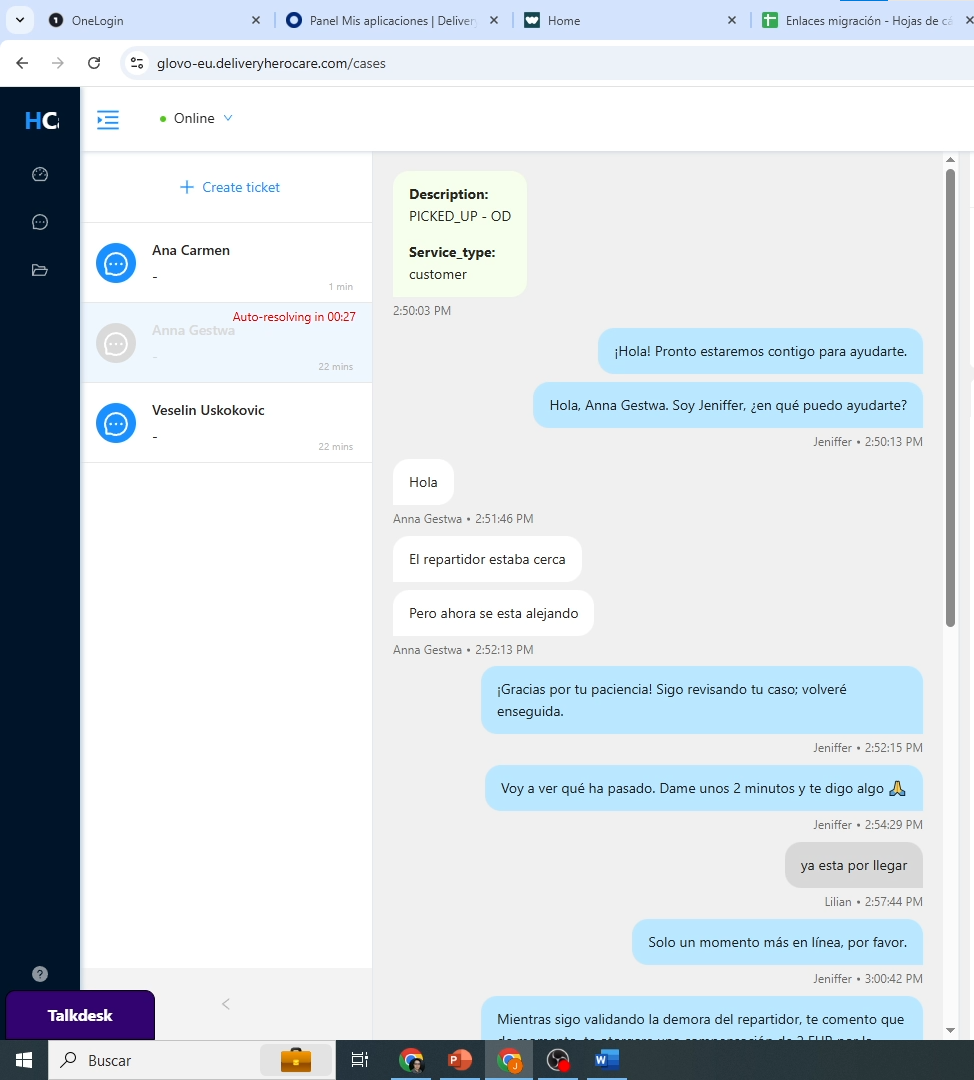 OneLogin
Panel Mis aplicaciones | Deliver
Home
Enlaces migración - Hojas de cá
glovo-eu.deliveryherocare.com/cases
HCa
Online
Create ticket
Ana Carmen
-
1 min
Auto-resolving in 00:27
Anna Gestwa
-
22 mins
Veselin Uskokovic
-
22 mins
Description:
PICKED_UP - OD
Service_type:
customer
2:50:03 PM
¡Hola! Pronto estaremos contigo para ayudarte.
Hola, Anna Gestwa. Soy Jeniffer, ¿en qué puedo ayudarte?
Jeniffer • 2:50:13 PM
Hola
Anna Gestwa • 2:51:46 PM
El repartidor estaba cerca
Pero ahora se esta alejando
Anna Gestwa • 2:52:13 PM
¡Gracias por tu paciencia! Sigo revisando tu caso; volveré
enseguida.
Jeniffer • 2:52:15 PM
Voy a ver qué ha pasado. Dame unos 2 minutos y te digo algo 🙏
Jeniffer • 2:54:29 PM
ya esta por llegar
Lilian • 2:57:44 PM
Solo un momento más en línea, por favor.
Jeniffer • 3:00:42 PM
Mientras sigo validando la demora del repartidor, te comento que
?
Talkdesk
Buscar